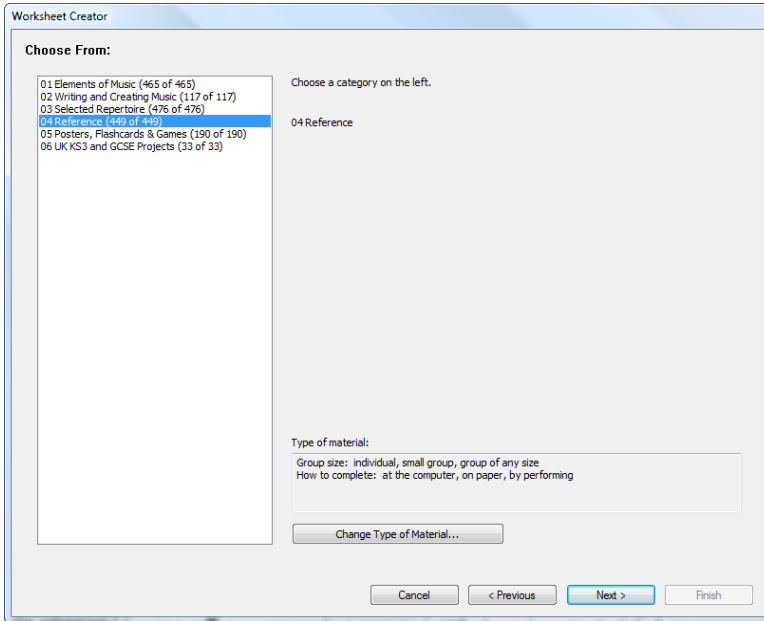 Worksheet Creator
Choose From:
01 Elements of Music (465 of 465)
02 Writing and Creating Music (117 of 117)
03 Selected Repertoire (476 of 476)
04 Reference (449 of 449)
05 Posters, Flashcards & Games (190 of 190)
06 UK KS3 and GCSE Projects (33 of 33)
Choose a category on the left.
04 Reference
Type of material:
Group size: individual, small group, group of any size
How to complete: at the computer, on paper, by performing
Change Type of Material...
Cancel
< Previous
Next >
Finish